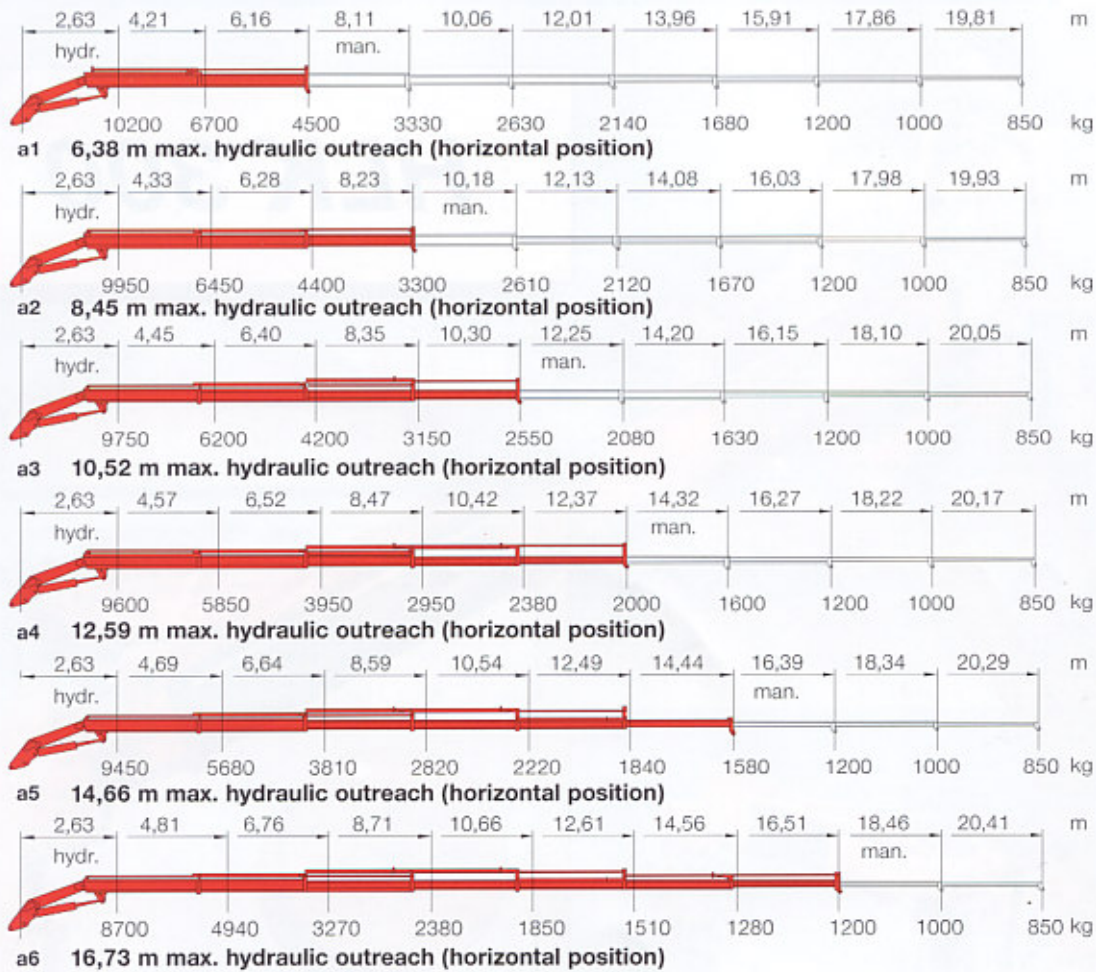 2,63 4,21 6,16 8,11 10,06 12,01 13,96 15,91 17,86 19,81 m
hydr. man.
10200 6700 4500 3330 2630 2140 1680 1200 1000 850 kg
a1 6,38 m max. hydraulic outreach (horizontal position)
2,63 4,33 6,28 8,23 10,18 12,13 14,08 16,03 17,98 19,93 m
hydr. man.
9950 6450 4400 3300 2610 2120 1670 1200 1000 850 kg
a2 8,45 m max. hydraulic outreach (horizontal position)
2,63 4,45 6,40 8,35 10,30 12,25 14,20 16,15 18,10 20,05 m
hydr. man.
9750 6200 4200 3150 2550 2080 1630 1200 1000 850 kg
a3 10,52 m max. hydraulic outreach (horizontal position)
2,63 4,57 6,52 8,47 10,42 12,37 14,32 16,27 18,22 20,17 m
hydr. man.
9600 5850 3950 2950 2380 2000 1600 1200 1000 850 kg
a4 12,59 m max. hydraulic outreach (horizontal position)
2,63 4,69 6,64 8,59 10,54 12,49 14,44 16,39 18,34 20,29 m
hydr. man.
9450 5680 3810 2820 2220 1840 1580 1200 1000 850 kg
a5 14,66 m max. hydraulic outreach (horizontal position)
2,63 4,81 6,76 8,71 10,66 12,61 14,56 16,51 18,46 20,41 m
hydr. man.
8700 4940 3270 2380 1850 1510 1280 1200 1000 850 kg
a6 16,73 m max. hydraulic outreach (horizontal position)